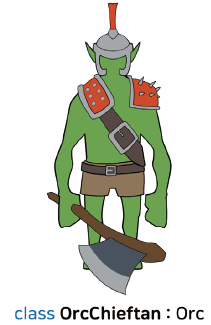 class OrcChieftan : Orc